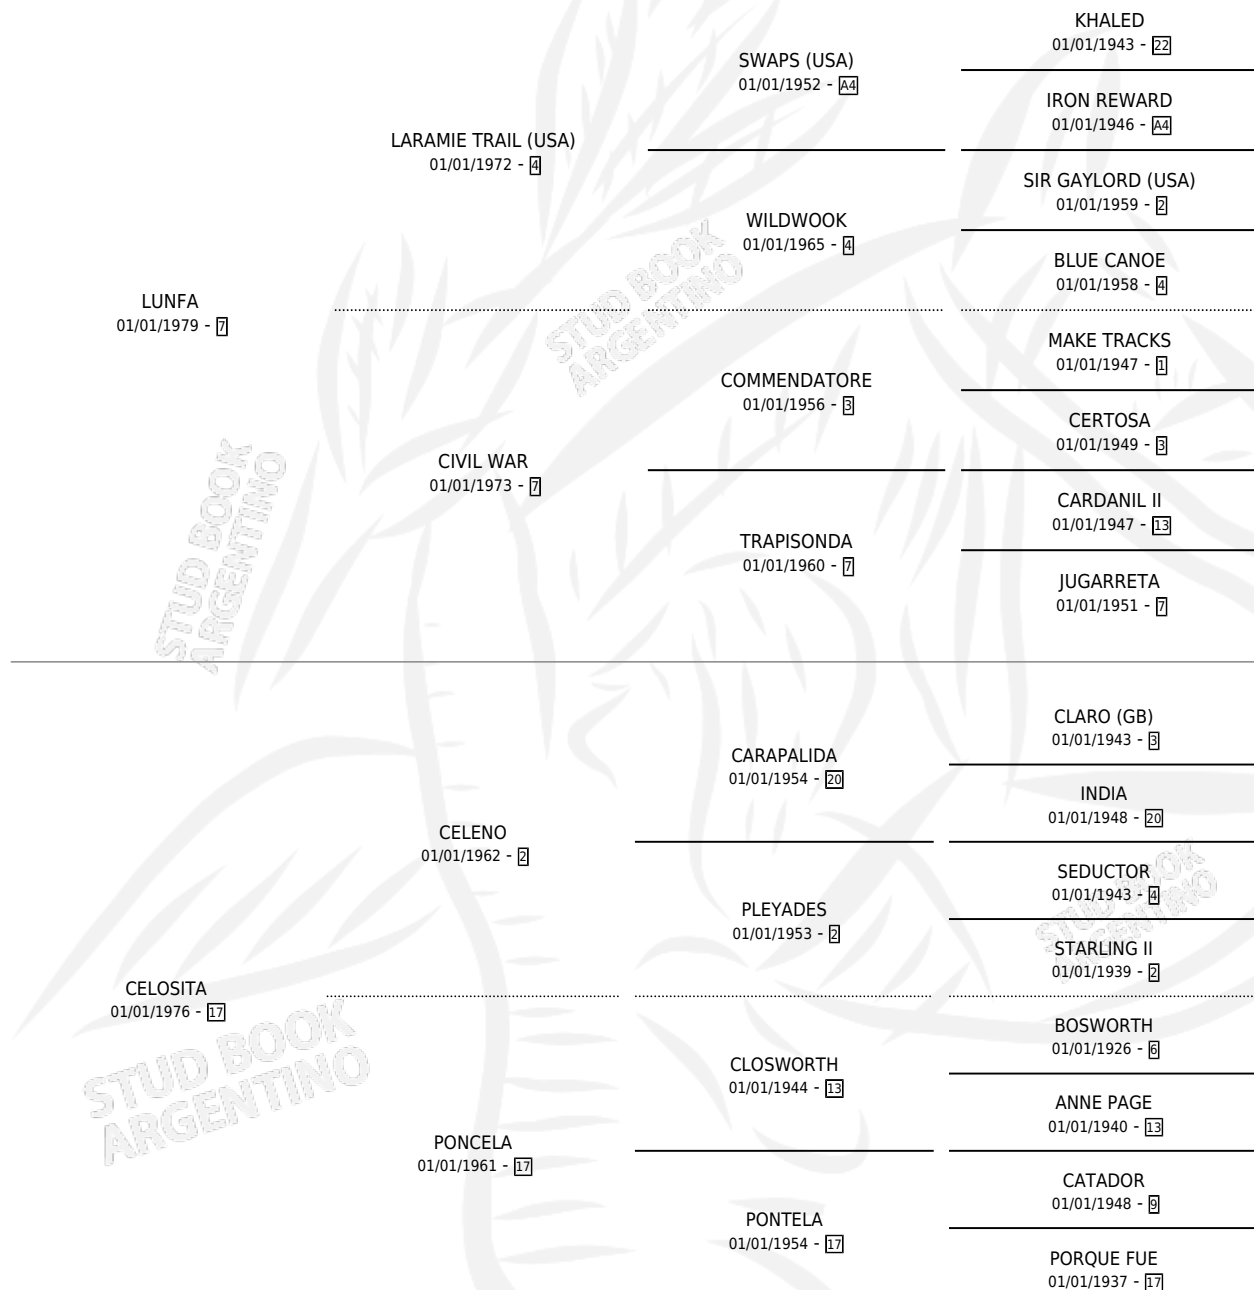 KHALED
01/01/1943 - 22
SWAPS (USA)
01/01/1952 - A4
IRON REWARD
01/01/1946 - A4
LARAMIE TRAIL (USA)
01/01/1972 - 4
SIR GAYLORD (USA)
01/01/1959 - 2
WILDWOOK
01/01/1965 - 4
BLUE CANOE
01/01/1958 - 4
LUNFA
01/01/1979 - 7
MAKE TRACKS
01/01/1947 - 1
COMMENDATORE
01/01/1956 - 3
CERTOSA
01/01/1949 - 3
CIVIL WAR
01/01/1973 - 7
CARDANIL II
01/01/1947 - 13
TRAPISONDA
01/01/1960 - 7
JUGARRETA
01/01/1951 - 7
CLARO (GB)
01/01/1943 - 3
CARAPALIDA
01/01/1954 - 20
INDIA
01/01/1948 - 20
CELENO
01/01/1962 - 2
SEDUCTOR
01/01/1943 - 4
PLEYADES
01/01/1953 - 2
STARLING II
01/01/1939 - 2
CELOSITA
01/01/1976 - 17
BOSWORTH
01/01/1926 - 6
CLOSWORTH
01/01/1944 - 13
ANNE PAGE
01/01/1940 - 13
PONCELA
01/01/1961 - 17
CATADOR
01/01/1948 - 9
PONTELA
01/01/1954 - 17
PORQUE FUE
01/01/1937 - 17
STUD BOOK
ARGENTINO
STUD BOOK
ARGENTINO
STUD BOOK
ARGENTINO
STUD BOOK
ARGENTINO